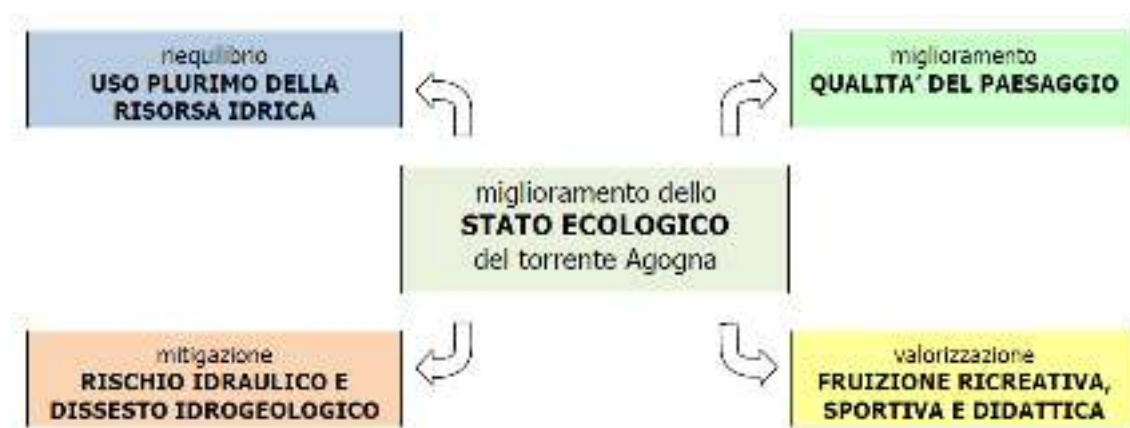 riequilibrio
USO PLURIMO DELLA
RISORSA IDRICA
miglioramento
QUALITA' DEL PAESAGGIO
miglioramento dello
STATO ECOLOGICO
del torrente Agogna
mitigazione
RISCHIO IDRAULICO E
DISSESTO IDROGEOLOGICO
valorizzazione
FRUIZIONE RICREATIVA,
SPORTIVA E DIDATTICA